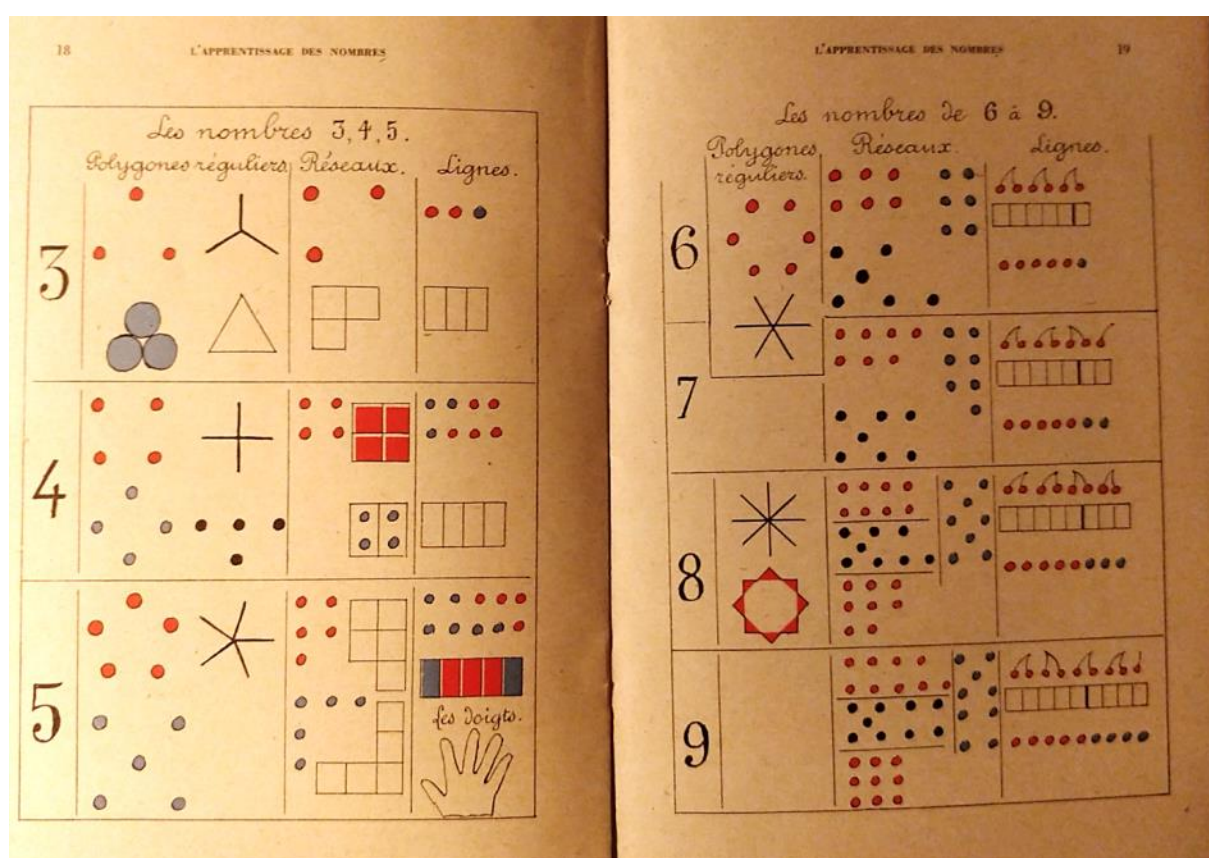 18
L'APPRENTISSAGE DES NOMBRES
Les nombres 3, 4, 5.
Polygones réguliers Réseaux. Lignes.
3
4
5
Les doigts.
L'APPRENTISSAGE DES NOMBRES
19
Les nombres de 6 à 9.
Polygones réguliers. Réseaux. Lignes.
6
7
8
9